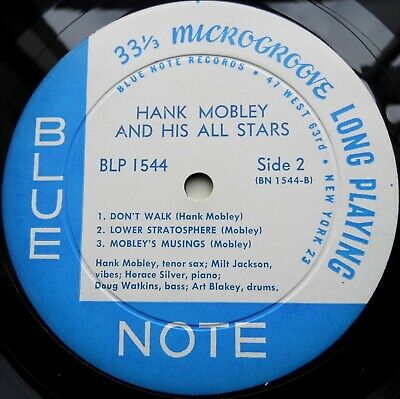 33⅓ MICROGROOVE LONG PLAYING
BLUE NOTE RECORDS • 47 WEST 63rd • NEW YORK 23
HANK MOBLEY
AND HIS ALL STARS
BLP 1544 Side 2
(BN 1544-B)
1. DON'T WALK (Hank Mobley)
2. LOWER STRATOSPHERE (Mobley)
3. MOBLEY'S MUSINGS (Mobley)
Hank Mobley, tenor sax; Milt Jackson,
vibes; Horace Silver, piano;
Doug Watkins, bass; Art Blakey, drums.
BLUE
NOTE